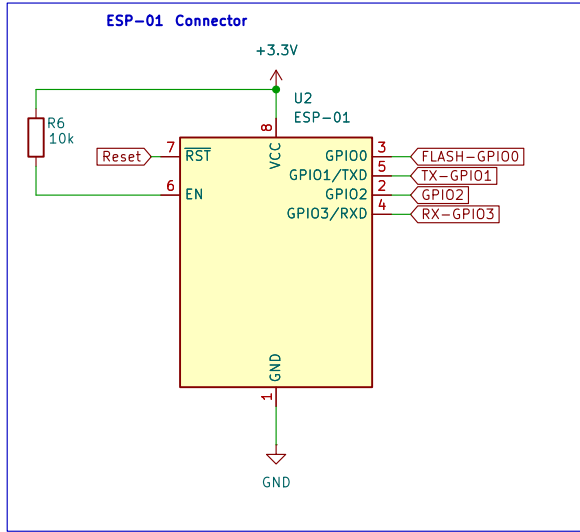 ESP-01 Connector
+3.3V
U2
ESP-01
R6
10k
8
VCC
Reset
7
RST
GPIO0
3
FLASH-GPIO0
GPIO1/TXD
5
TX-GPIO1
6
EN
GPIO2
2
GPIO2
GPIO3/RXD
4
RX-GPIO3
GND
1
GND